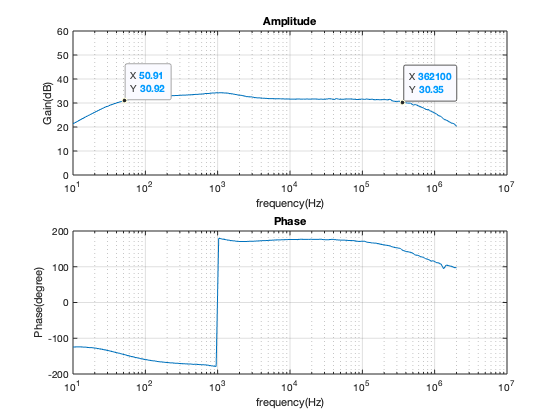 Amplitude
Gain(dB)
60
50
40
30
20
10
0
X 50.91
Y 30.92
X 362100
Y 30.35
10^1 10^2 10^3 10^4 10^5 10^6 10^7
frequency(Hz)
Phase
Phase(degree)
200
100
0
-100
-200
10^1 10^2 10^3 10^4 10^5 10^6 10^7
frequency(Hz)